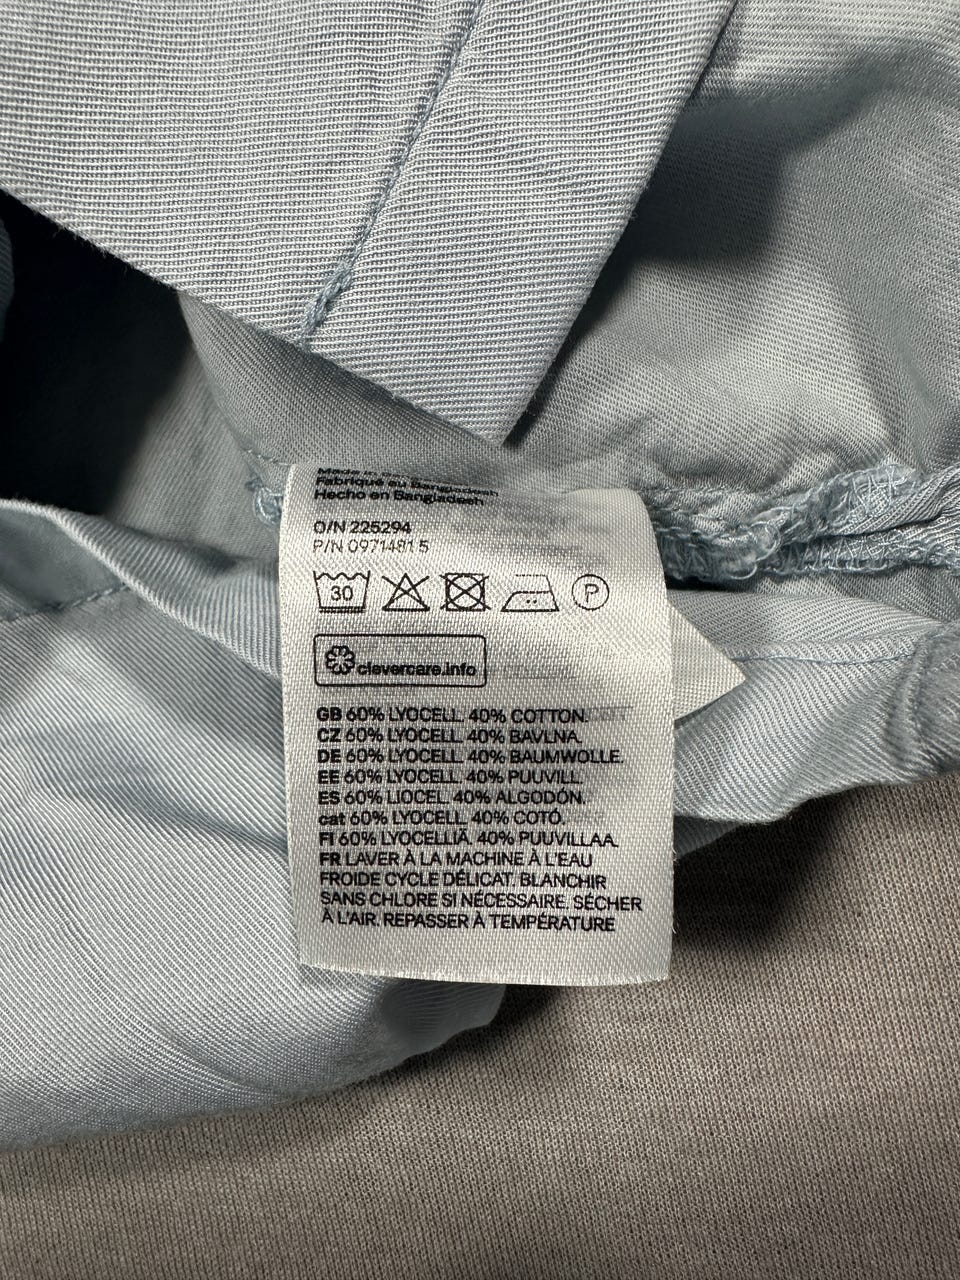 Made in
Fabriqué au Bangladesh
Hecho en Bangladesh
O/N 225294
P/N 0971481 5
30
P
clevercare.info
GB 60% LYOCELL. 40% COTTON.
CZ 60% LYOCELL. 40% BAVLNA.
DE 60% LYOCELL. 40% BAUMWOLLE.
EE 60% LYOCELL. 40% PUUVILL.
ES 60% LIOCEL. 40% ALGODÓN.
cat 60% LYOCELL. 40% COTÓ.
FI 60% LYOCELLIÄ. 40% PUUVILLAA.
FR LAVER À LA MACHINE À L'EAU
FROIDE CYCLE DÉLICAT. BLANCHIR
SANS CHLORE SI NÉCESSAIRE. SÉCHER
À L'AIR. REPASSER À TEMPÉRATURE